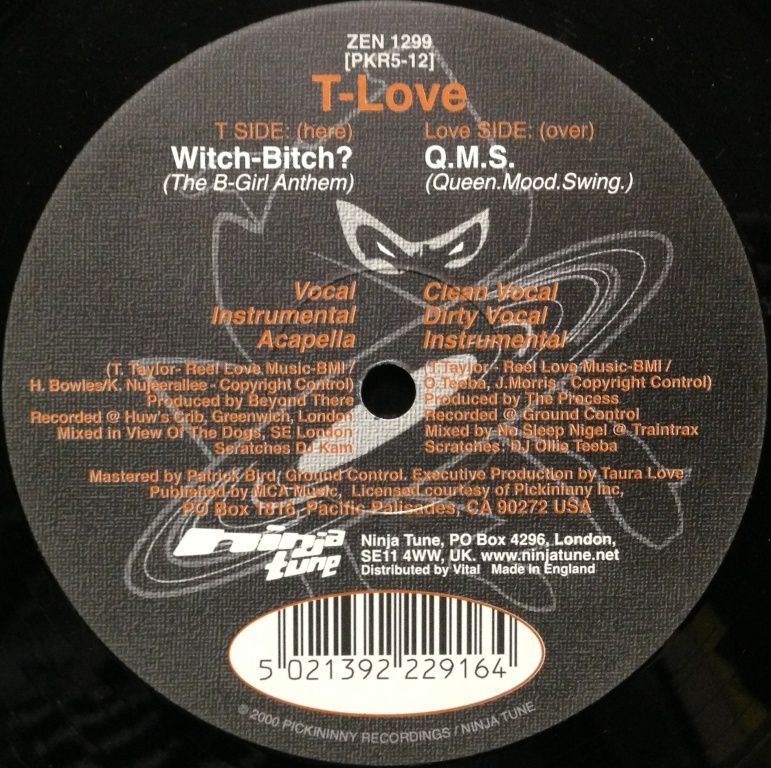 ZEN 1299
[PKR5-12]
T-Love
T SIDE: (here)
Witch-Bitch?
(The B-Girl Anthem)
Vocal
Instrumental
Acapella
(T. Taylor- Reel Love Music-BMI /
H. Bowles/K. Nujeerallee - Copyright Control)
Produced by Beyond There
Recorded @ Huw's Crib, Greenwich, London
Mixed in View Of The Dogs, SE London
Scratches DJ Kam
Love SIDE: (over)
Q.M.S.
(Queen.Mood.Swing.)
Clean Vocal
Dirty Vocal
Instrumental
(T.Taylor - Reel Love Music-BMI /
O.Teeba, J.Morris - Copyright Control)
Produced by The Process
Recorded @ Ground Control
Mixed by No Sleep Nigel @ Traintrax
Scratches: DJ Ollie Teeba
Mastered by Patrick Bird, Ground Control. Executive Production by Taura Love
Published by MCA Music, Licensed courtesy of Pickininny Inc,
PO Box 1816, Pacific Palisades, CA 90272 USA
ninja
tune
Ninja Tune, PO Box 4296, London,
SE11 4WW, UK. www.ninjatune.net
Distributed by Vital Made in England
5 021392 229164
© 2000 PICKININNY RECORDINGS / NINJA TUNE